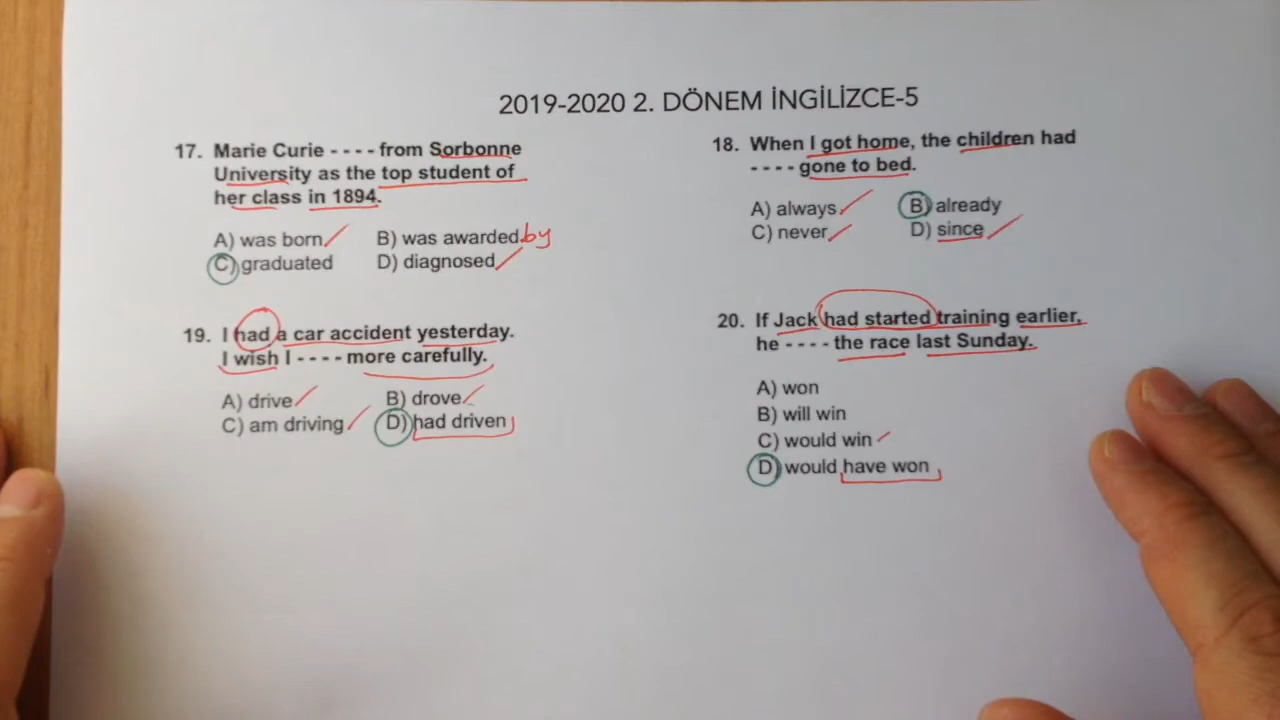 2019-2020 2. DÖNEM İNGİLİZCE-5
17. Marie Curie - - - - from Sorbonne
University as the top student of
her class in 1894.
A) was born B) was awarded by
C) graduated D) diagnosed
18. When I got home, the children had
- - - - gone to bed.
A) always B) already
C) never D) since
19. I had a car accident yesterday.
I wish I - - - - more carefully.
A) drive B) drove
C) am driving D) had driven
20. If Jack had started training earlier,
he - - - - the race last Sunday.
A) won
B) will win
C) would win
D) would have won